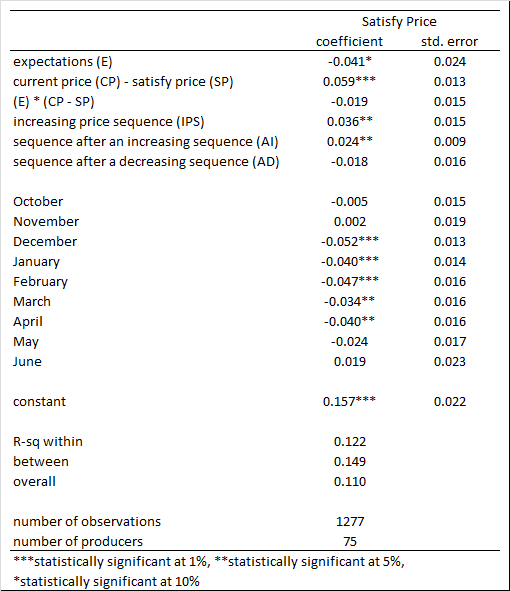 Satisfy Price
coefficient std. error
expectations (E) -0.041* 0.024
current price (CP) - satisfy price (SP) 0.059*** 0.013
(E) * (CP - SP) -0.019 0.015
increasing price sequence (IPS) 0.036** 0.015
sequence after an increasing sequence (AI) 0.024** 0.009
sequence after a decreasing sequence (AD) -0.018 0.016
October -0.005 0.015
November 0.002 0.019
December -0.052*** 0.013
January -0.040*** 0.014
February -0.047*** 0.016
March -0.034** 0.016
April -0.040** 0.016
May -0.024 0.017
June 0.019 0.023
constant 0.157*** 0.022
R-sq within 0.122
between 0.149
overall 0.110
number of observations 1277
number of producers 75
***statistically significant at 1%, **statistically significant at 5%,
*statistically significant at 10%